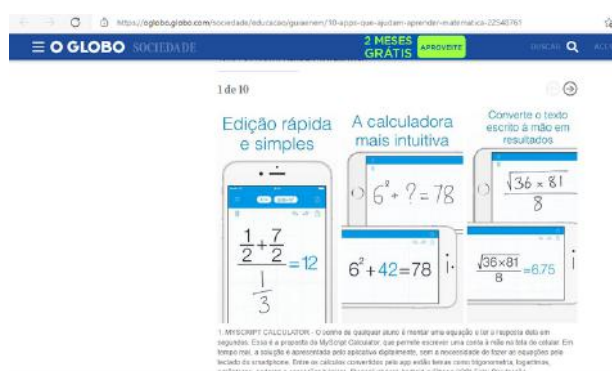 https://oglobo.globo.com/sociedade/educacao/guiaenem/10-apps-que-ajudam-aprender-matematica-22540761
O GLOBO SOCIEDADE
2 MESES
GRÁTIS
APROVEITE
BUSCAR
1 de 10
Edição rápida
e simples
1/2 + 7/2
=12
1/3
A calculadora
mais intuitiva
6² + ? = 78
6² + 42 = 78
Converte o texto
escrito à mão em
resultados
√36 × 81
8
√36×81
8
=6.75
1. MYSCRIPT CALCULATOR - O sonho de qualquer aluno é montar uma equação e ter a resposta dela em
segundos. Essa é a proposta do MyScript Calculator, que permite escrever uma conta à mão na tela do celular. Em
tempo real, a solução é apresentada pelo aplicativo digitalmente, sem a necessidade de fazer as equações pelo
teclado do smartphone. Entre os cálculos convertidos pelo app estão temas como trigonometria, logaritmos,